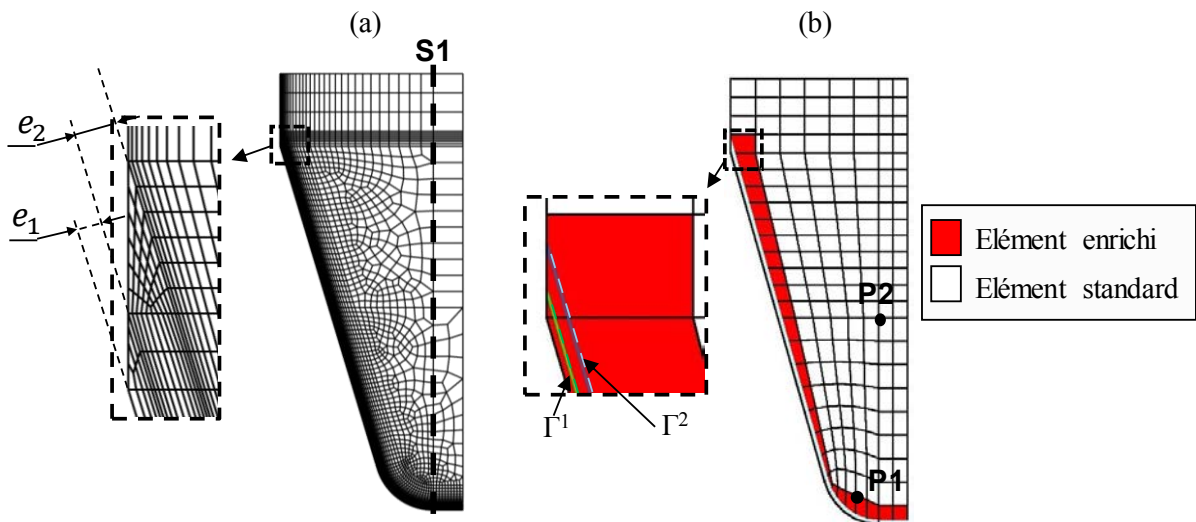 (a)
(b)
S1
e₂
e₁
Γ¹
Γ²
P2
P1
Elément enrichi
Elément standard